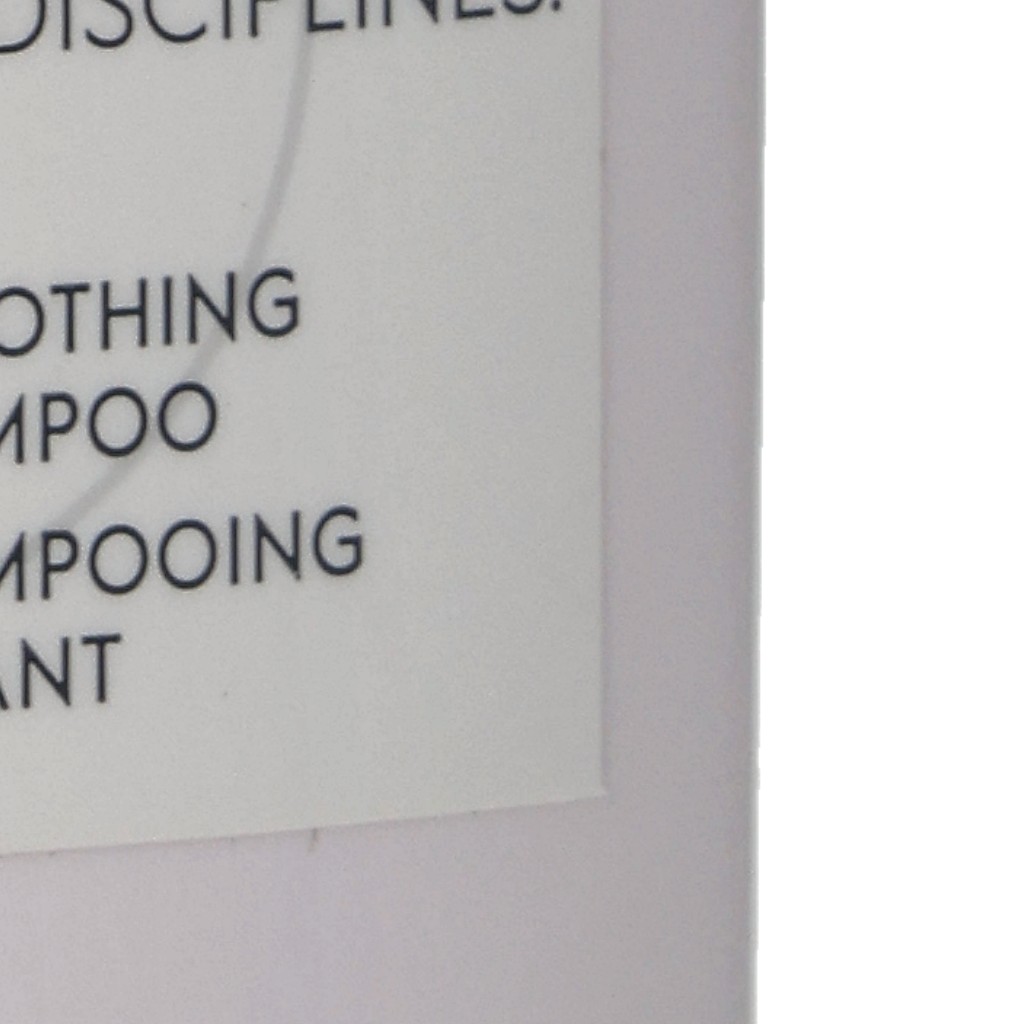 DISCIPLINES.
OTHING
MPOO
MPOOING
ANT